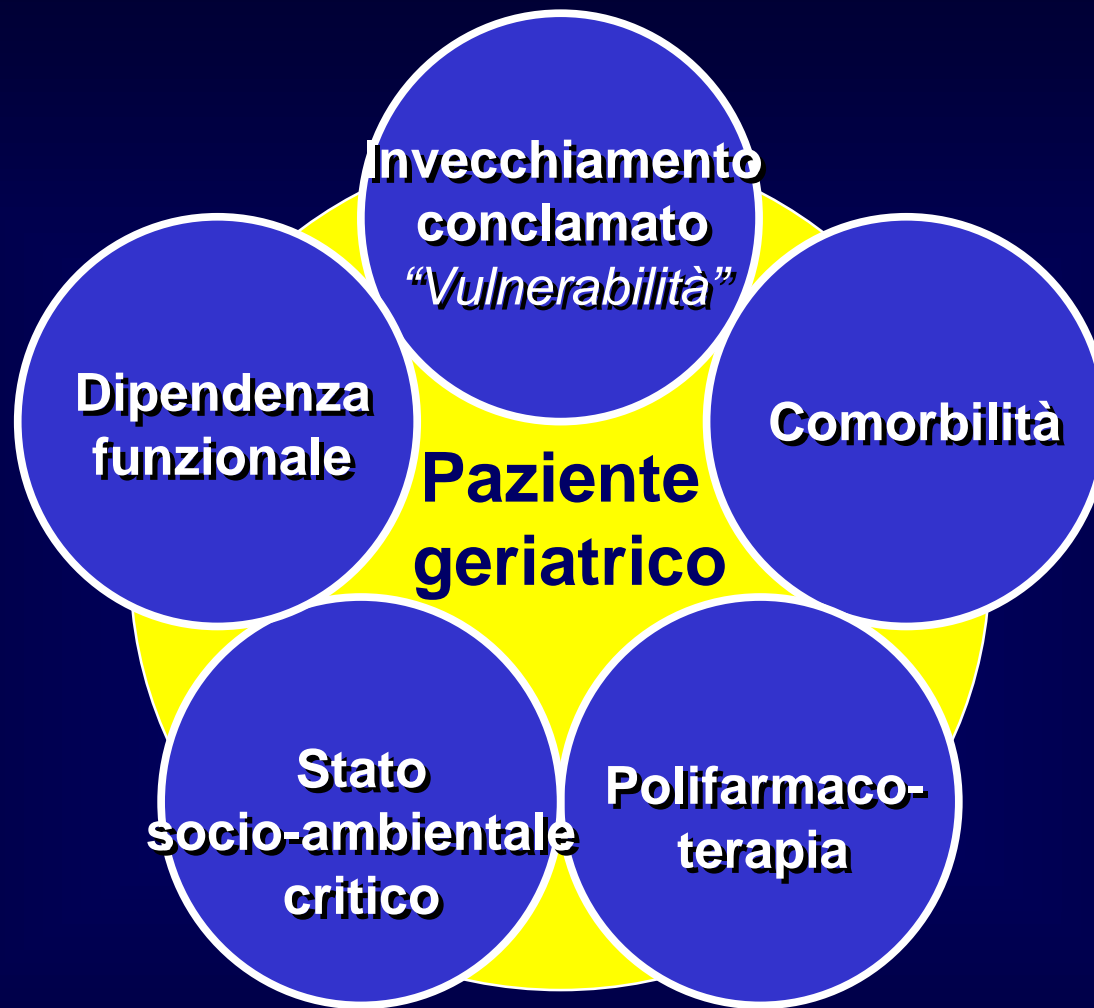 Invecchiamento
conclamato
“Vulnerabilità”
Dipendenza
funzionale
Comorbilità
Paziente
geriatrico
Stato
socio-ambientale
critico
Polifarmaco-
terapia